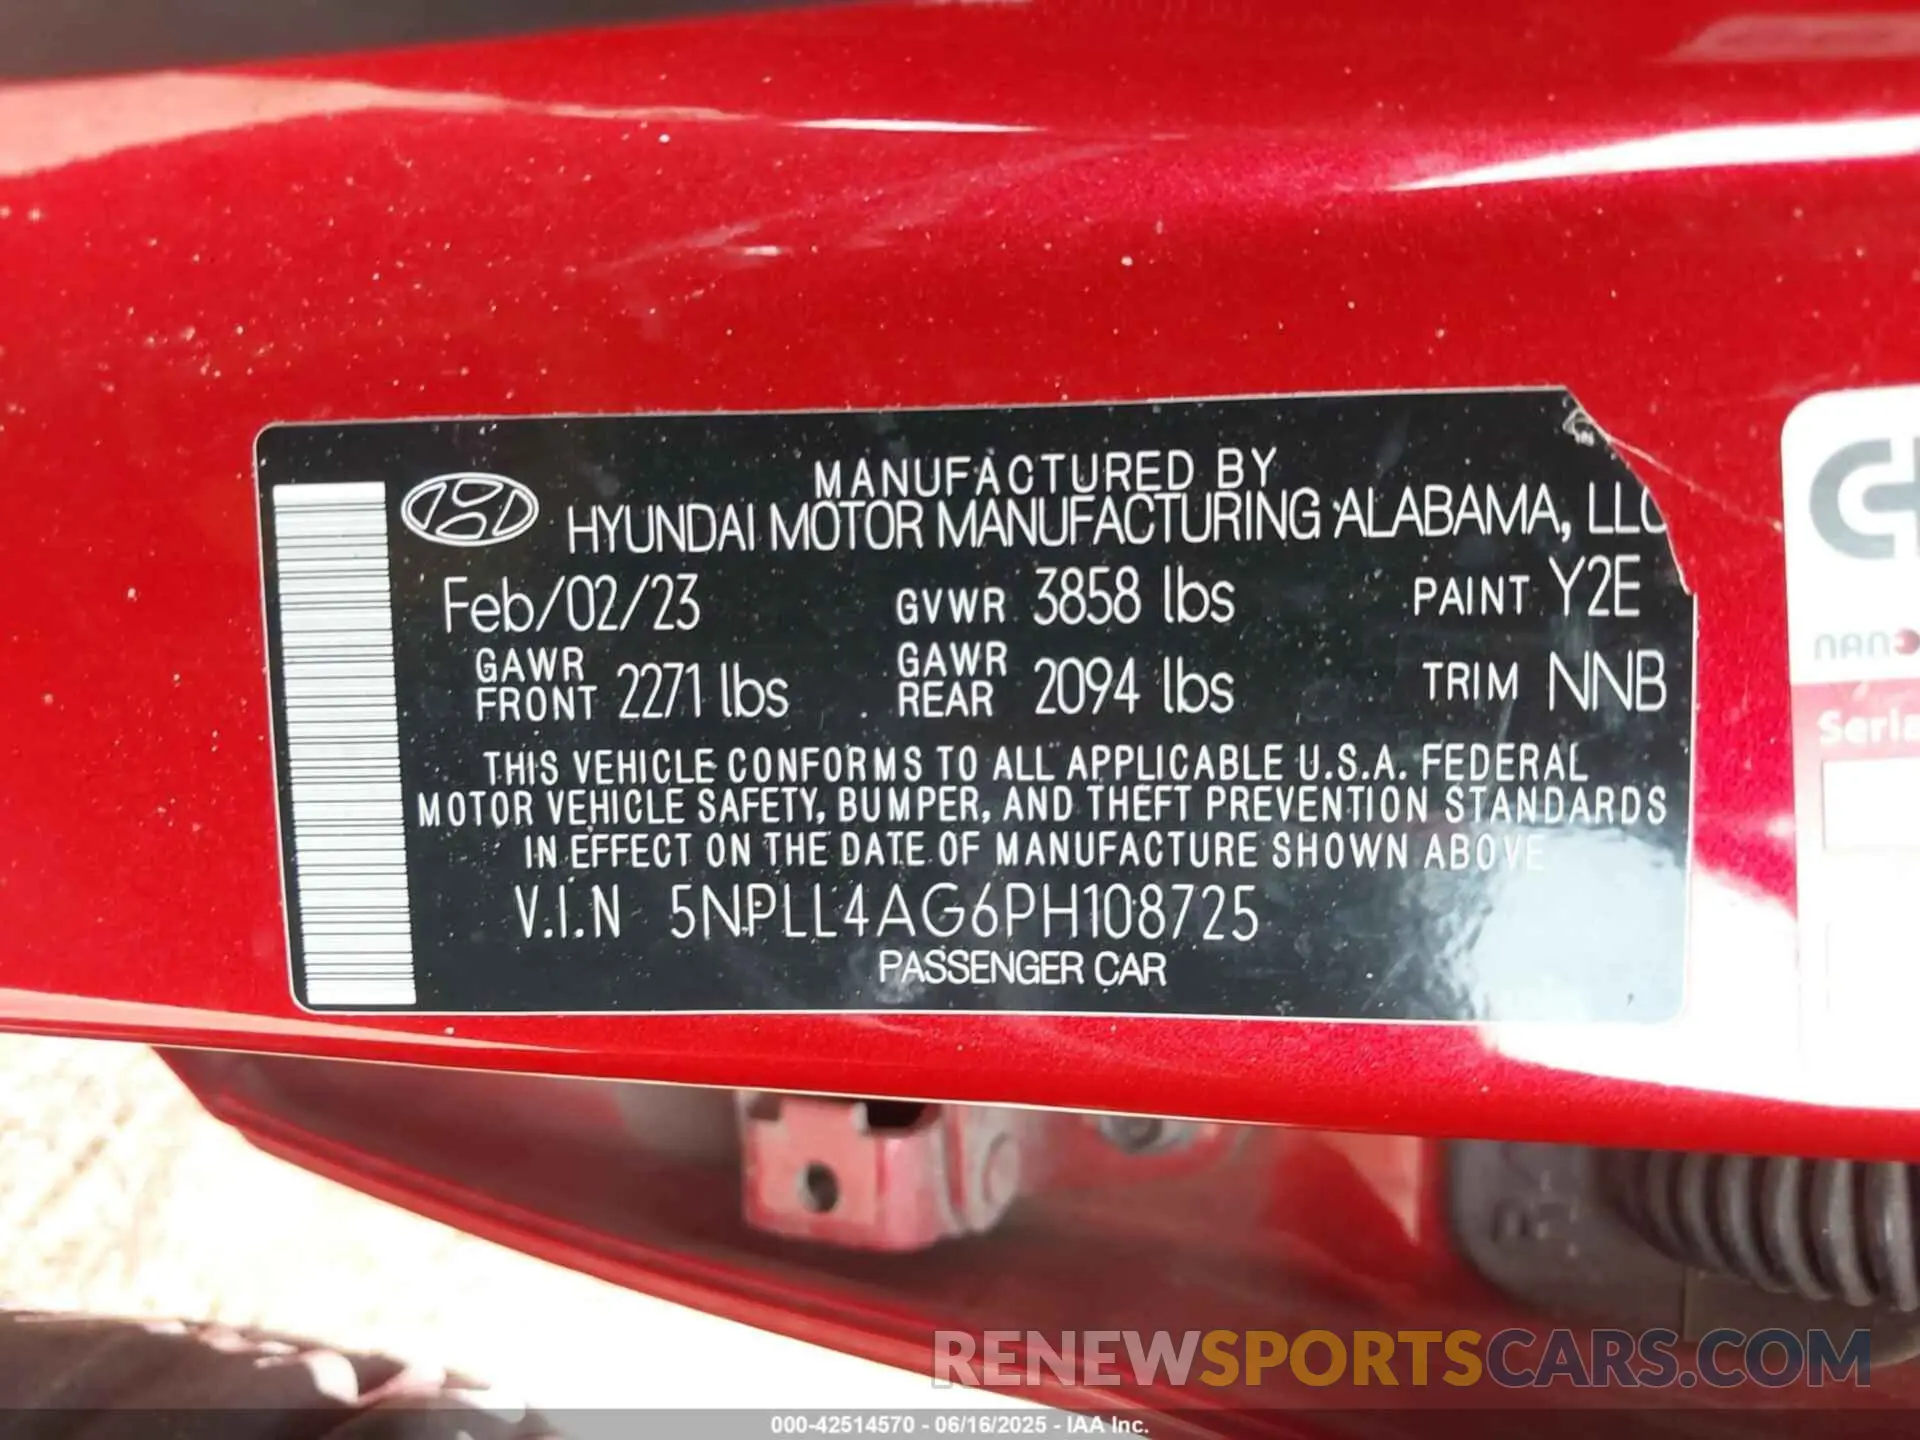 MANUFACTURED BY
HYUNDAI MOTOR MANUFACTURING ALABAMA, LLC
Feb/02/23 GVWR 3858 lbs PAINT Y2E
GAWR FRONT 2271 lbs GAWR REAR 2094 lbs TRIM NNB
THIS VEHICLE CONFORMS TO ALL APPLICABLE U.S.A. FEDERAL
MOTOR VEHICLE SAFETY, BUMPER, AND THEFT PREVENTION STANDARDS
IN EFFECT ON THE DATE OF MANUFACTURE SHOWN ABOVE
V.I.N 5NPLL4AG6PH108725
PASSENGER CAR
NAN
Seria
RENEWSPORTSCARS.COM
000-42514570 - 06/16/2025 - IAA Inc.